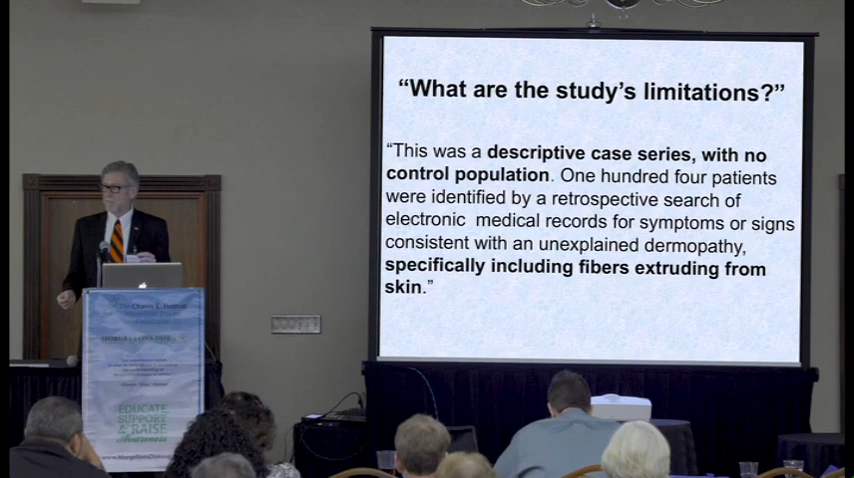 “What are the study’s limitations?”
“This was a descriptive case series, with no
control population. One hundred four patients
were identified by a retrospective search of
electronic medical records for symptoms or signs
consistent with an unexplained dermopathy,
specifically including fibers extruding from
skin.”
EDUCATE,
SUPPORT
& RAISE
Awareness